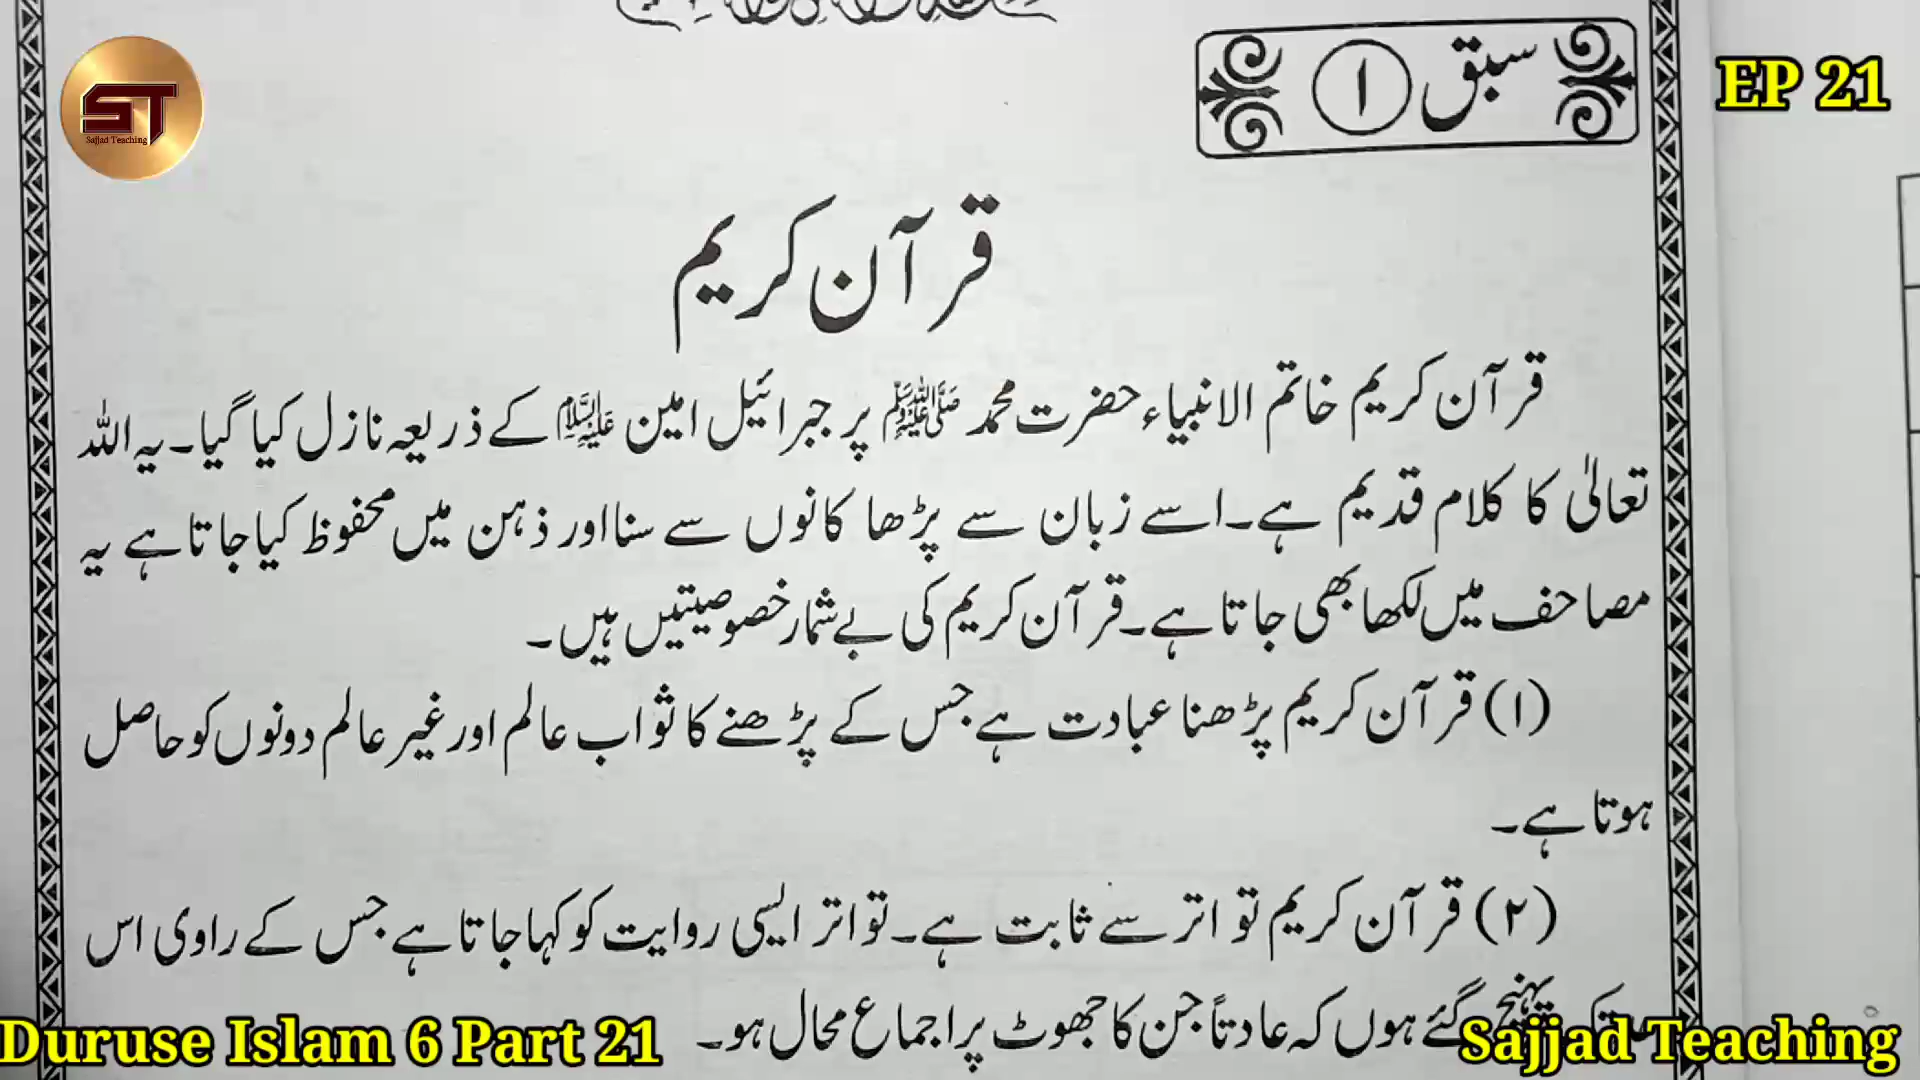 سبق ۱
EP 21
ST
Sajjad Teaching
قرآن کریم
قرآن کریم خاتم الانبیاء حضرت محمد ﷺ پر جبرائیل امین علیہ السلام کے ذریعہ نازل کیا گیا۔ یہ اللہ
تعالیٰ کا کلام قدیم ہے۔ اسے زبان سے پڑھا کانوں سے سنا اور ذہن میں محفوظ کیا جاتا ہے یہ
مصاحف میں لکھا بھی جاتا ہے۔ قرآن کریم کی بے شمار خصوصیتیں ہیں۔
(۱) قرآن کریم پڑھنا عبادت ہے جس کے پڑھنے کا ثواب عالم اور غیر عالم دونوں کو حاصل
ہوتا ہے۔
(۲) قرآن کریم تواتر سے ثابت ہے۔ تواتر ایسی روایت کو کہا جاتا ہے جس کے راوی اس
پہنچ گئے ہوں کہ عادتاً جن کا جھوٹ پر اجماع محال ہو۔
Duruse Islam 6 Part 21
Sajjad Teaching